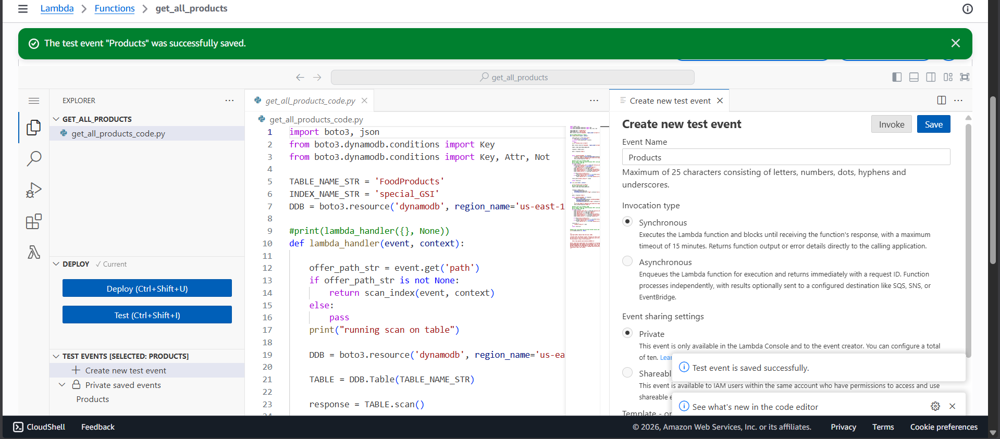 Lambda > Functions > get_all_products
The test event "Products" was successfully saved.
get_all_products
EXPLORER
GET_ALL_PRODUCTS
get_all_products_code.py
DEPLOY Current
Deploy (Ctrl+Shift+U)
Test (Ctrl+Shift+I)
TEST EVENTS [SELECTED: PRODUCTS]
Create new test event
Private saved events
Products
get_all_products_code.py
get_all_products_code.py
1 import boto3, json
2 from boto3.dynamodb.conditions import Key
3 from boto3.dynamodb.conditions import Key, Attr, Not
4
5 TABLE_NAME_STR = 'FoodProducts'
6 INDEX_NAME_STR = 'special_GSI'
7 DDB = boto3.resource('dynamodb', region_name='us-east-1
8
9 #print(lambda_handler({}, None))
10 def lambda_handler(event, context):
11
12 offer_path_str = event.get('path')
13 if offer_path_str is not None:
14 return scan_index(event, context)
15 else:
16 pass
17 print("running scan on table")
18
19 DDB = boto3.resource('dynamodb', region_name='us-ea
20
21 TABLE = DDB.Table(TABLE_NAME_STR)
22
23 response = TABLE.scan()
Create new test event
Create new test event
Invoke
Save
Event Name
Products
Maximum of 25 characters consisting of letters, numbers, dots, hyphens and
underscores.
Invocation type
Synchronous
Executes the Lambda function and blocks until receiving the function's response, with a maximum
timeout of 15 minutes. Returns function output or error details directly to the calling application.
Asynchronous
Enqueues the Lambda function for execution and returns immediately with a request ID. Function
processes independently, with results optionally sent to a configured destination like SQS, SNS, or
EventBridge.
Event sharing settings
Private
This event is only available in the Lambda Console and to the event creator. You can configure a total
of ten. Lear
Shareabl
This event is available to IAM users within the same account who have permissions to access and use
shareable e
Template - op
Test event is saved successfully.
See what's new in the code editor
CloudShell
Feedback
© 2026, Amazon Web Services, Inc. or its affiliates.
Privacy
Terms
Cookie preferences